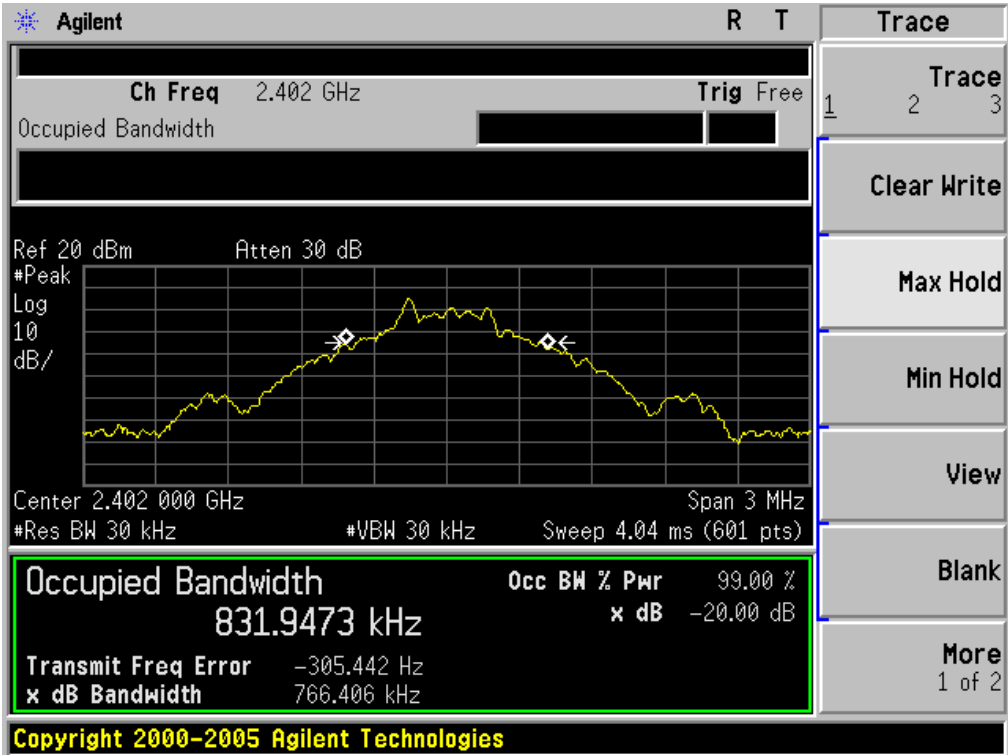 Agilent R T Trace
Ch Freq 2.402 GHz Trig Free
Occupied Bandwidth
Trace
1 2 3
Clear Write
Max Hold
Min Hold
View
Blank
More
1 of 2
Ref 20 dBm Atten 30 dB
#Peak
Log
10
dB/
Center 2.402 000 GHz Span 3 MHz
#Res BW 30 kHz #VBW 30 kHz Sweep 4.04 ms (601 pts)
Occupied Bandwidth Occ BW % Pwr 99.00 %
831.9473 kHz x dB -20.00 dB
Transmit Freq Error -305.442 Hz
x dB Bandwidth 766.406 kHz
Copyright 2000-2005 Agilent Technologies